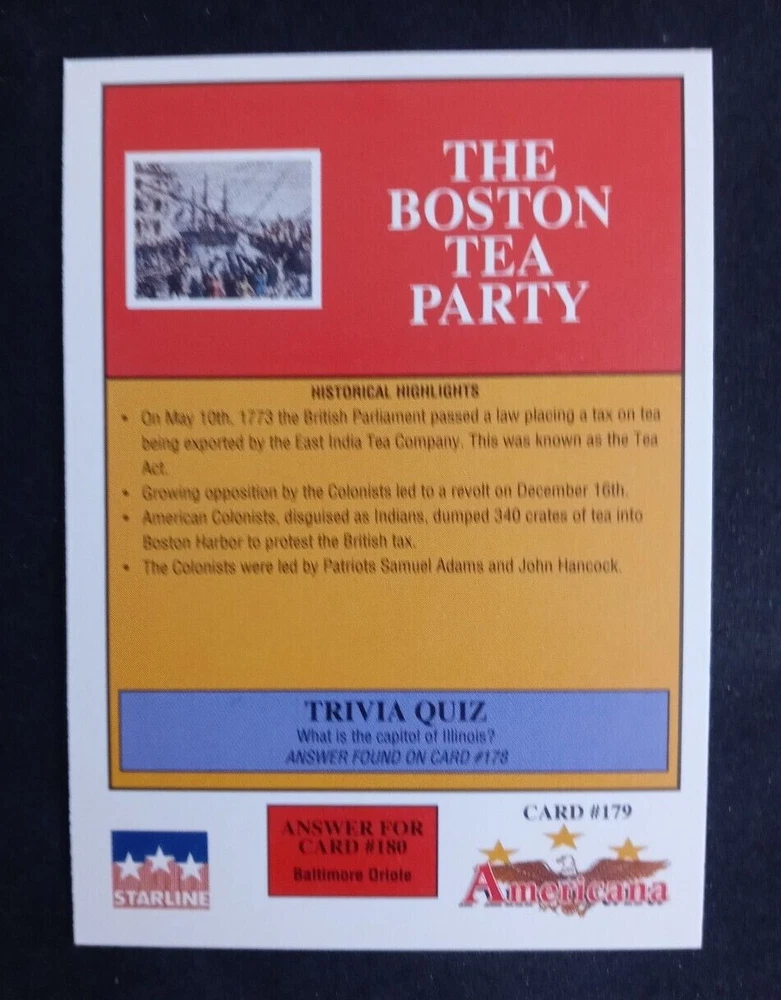 THE
BOSTON
TEA
PARTY
HISTORICAL HIGHLIGHTS
• On May 10th, 1773 the British Parliament passed a law placing a tax on tea
being exported by the East India Tea Company. This was known as the Tea
Act.
• Growing opposition by the Colonists led to a revolt on December 16th.
• American Colonists, disguised as Indians, dumped 340 crates of tea into
Boston Harbor to protest the British tax.
• The Colonists were led by Patriots Samuel Adams and John Hancock.
TRIVIA QUIZ
What is the capitol of Illinois?
ANSWER FOUND ON CARD #178
STARLINE
ANSWER FOR
CARD #180
Baltimore Oriole
CARD #179
Americana